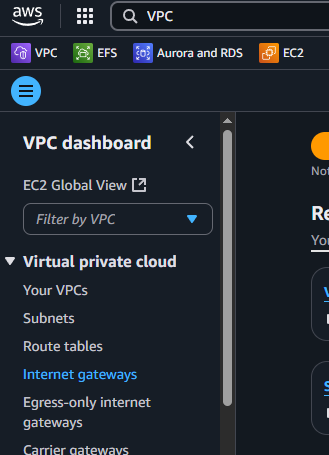 aws
VPC
VPC
EFS
Aurora and RDS
EC2
VPC dashboard
EC2 Global View
Filter by VPC
Virtual private cloud
Your VPCs
Subnets
Route tables
Internet gateways
Egress-only internet
gateways
Carrier gateways
Not
Re
You